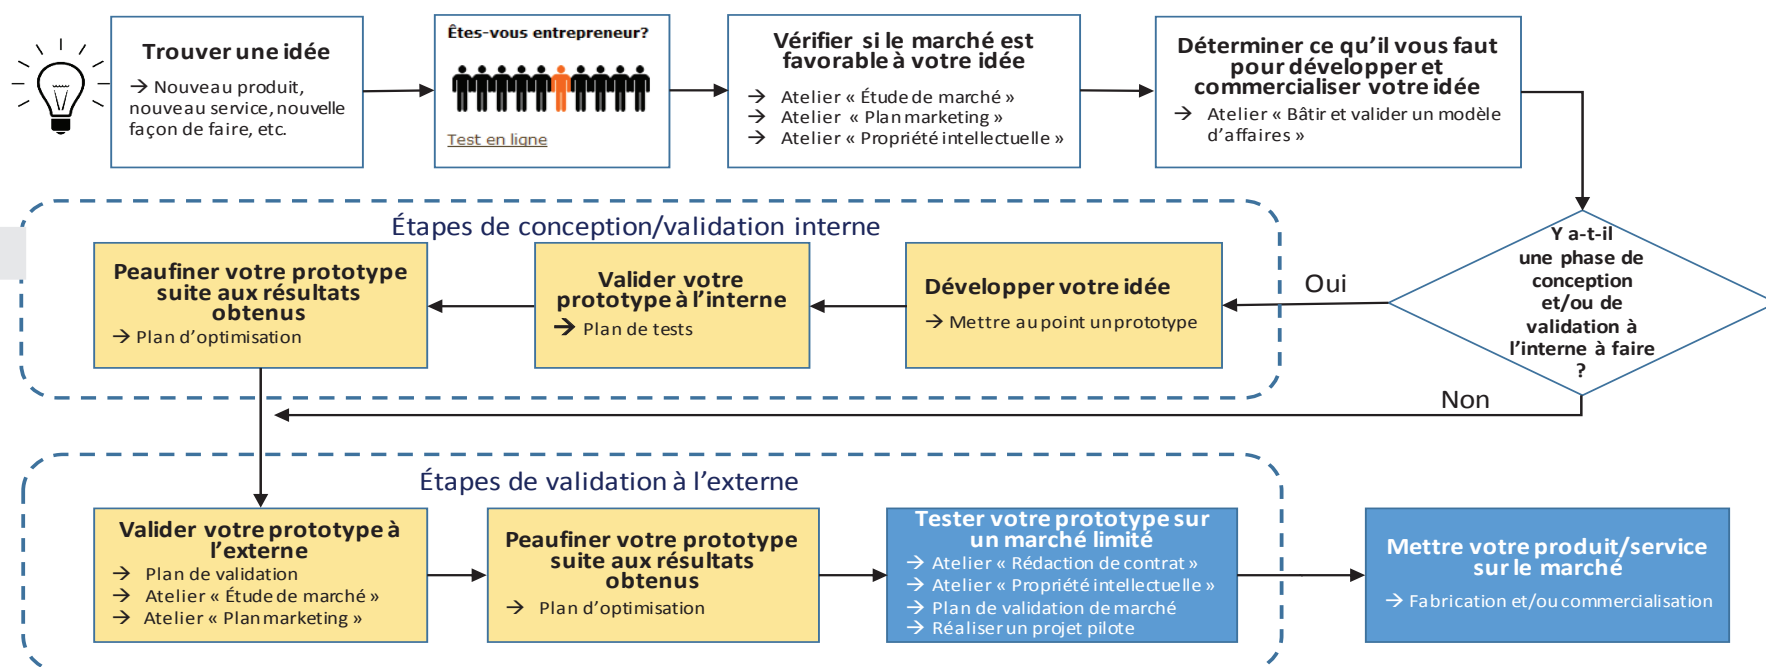 Trouver une idée
→ Nouveau produit,
nouveau service, nouvelle
façon de faire, etc.
Êtes-vous entrepreneur?
Test en ligne
Vérifier si le marché est
favorable à votre idée
→ Atelier « Étude de marché »
→ Atelier « Plan marketing »
→ Atelier « Propriété intellectuelle »
Déterminer ce qu'il vous faut
pour développer et
commercialiser votre idée
→ Atelier « Bâtir et valider un modèle
d'affaires »
Y a-t-il
une phase de
conception
et/ou de
validation à
l'interne à faire
?
Oui
Non
Étapes de conception/validation interne
Développer votre idée
→ Mettre au point un prototype
Valider votre
prototype à l'interne
→ Plan de tests
Peaufiner votre prototype
suite aux résultats
obtenus
→ Plan d'optimisation
Étapes de validation à l'externe
Valider votre prototype à
l'externe
→ Plan de validation
→ Atelier « Étude de marché »
→ Atelier « Plan marketing »
Peaufiner votre prototype
suite aux résultats
obtenus
→ Plan d'optimisation
Tester votre prototype sur
un marché limité
→ Atelier « Rédaction de contrat »
→ Atelier « Propriété intellectuelle »
→ Plan de validation de marché
→ Réaliser un projet pilote
Mettre votre produit/service
sur le marché
→ Fabrication et/ou commercialisation